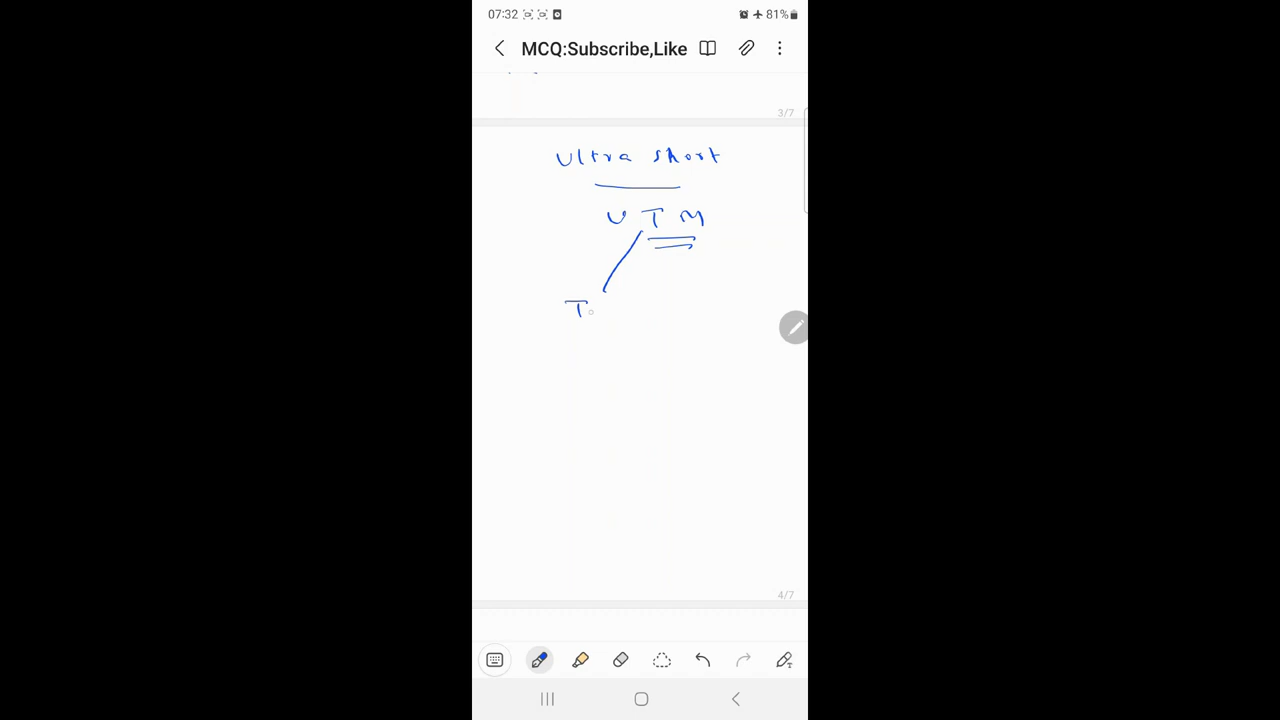 07:32 81%
MCQ:Subscribe,Like
3/7
Ultra short
U T M
T
4/7